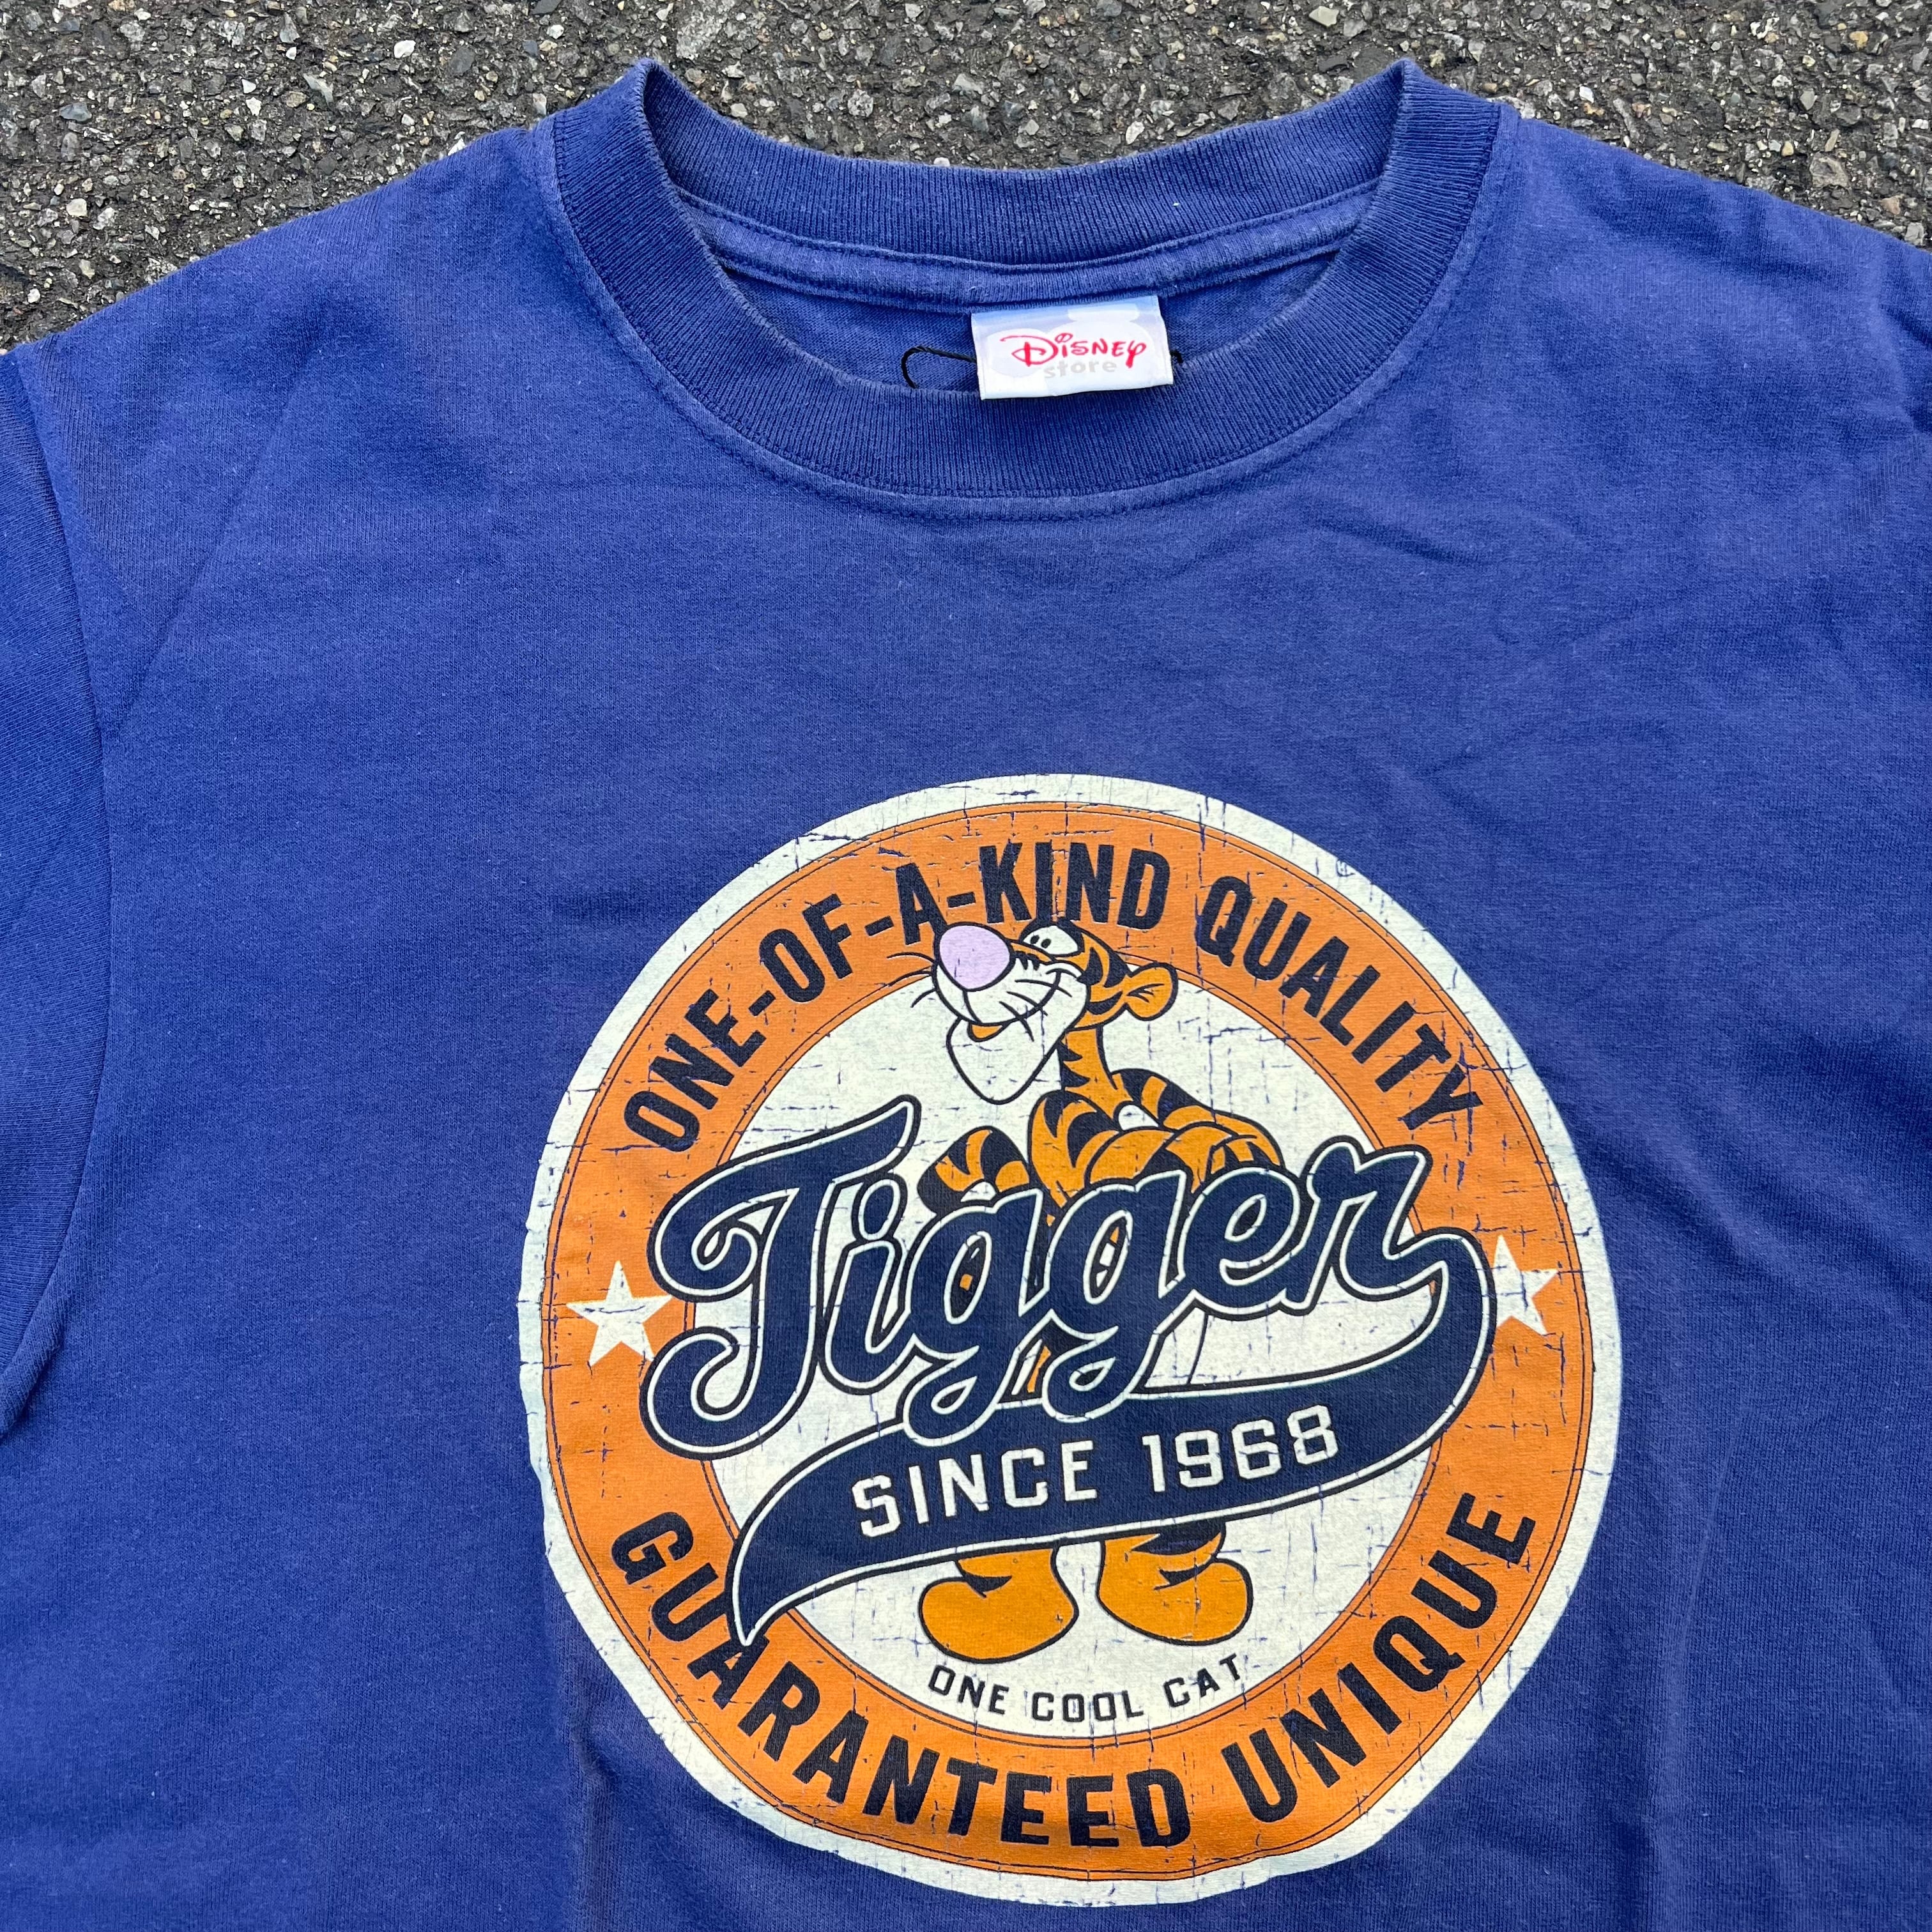 Disney
store
ONE-OF-A-KIND QUALITY
Tigger
SINCE 1968
ONE COOL CAT
GUARANTEED UNIQUE